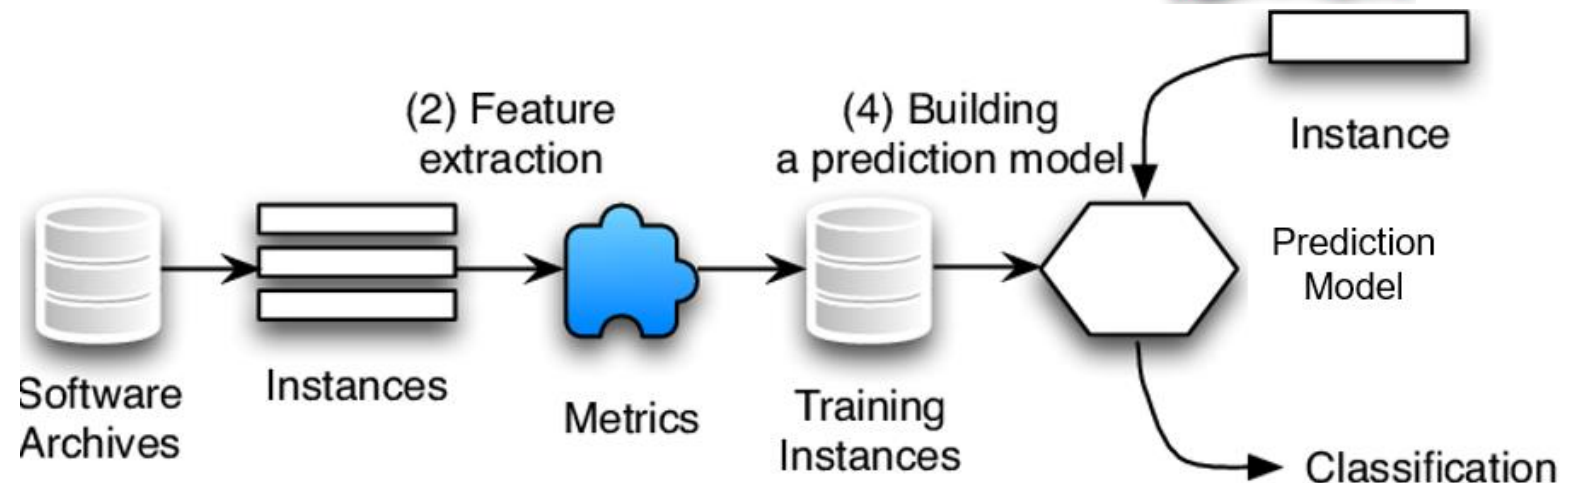 (2) Feature
extraction
(4) Building
a prediction model
Instance
Prediction
Model
Software
Archives
Instances
Metrics
Training
Instances
Classification